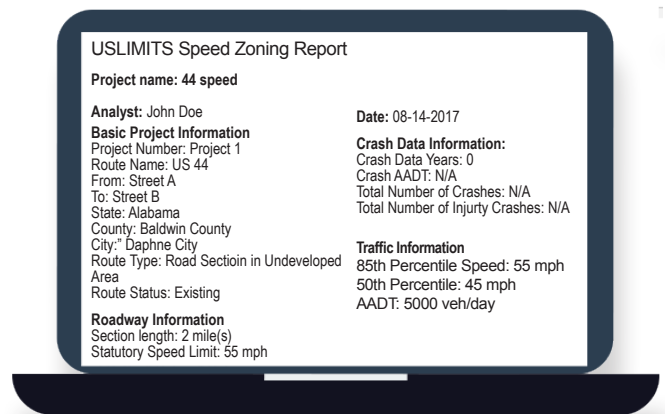 USLIMITS Speed Zoning Report
Project name: 44 speed
Analyst: John Doe
Basic Project Information
Project Number: Project 1
Route Name: US 44
From: Street A
To: Street B
State: Alabama
County: Baldwin County
City:” Daphne City
Route Type: Road Sectioin in Undeveloped
Area
Route Status: Existing
Roadway Information
Section length: 2 mile(s)
Statutory Speed Limit: 55 mph
Date: 08-14-2017
Crash Data Information:
Crash Data Years: 0
Crash AADT: N/A
Total Number of Crashes: N/A
Total Number of Injurty Crashes: N/A
Traffic Information
85th Percentile Speed: 55 mph
50th Percentile: 45 mph
AADT: 5000 veh/day